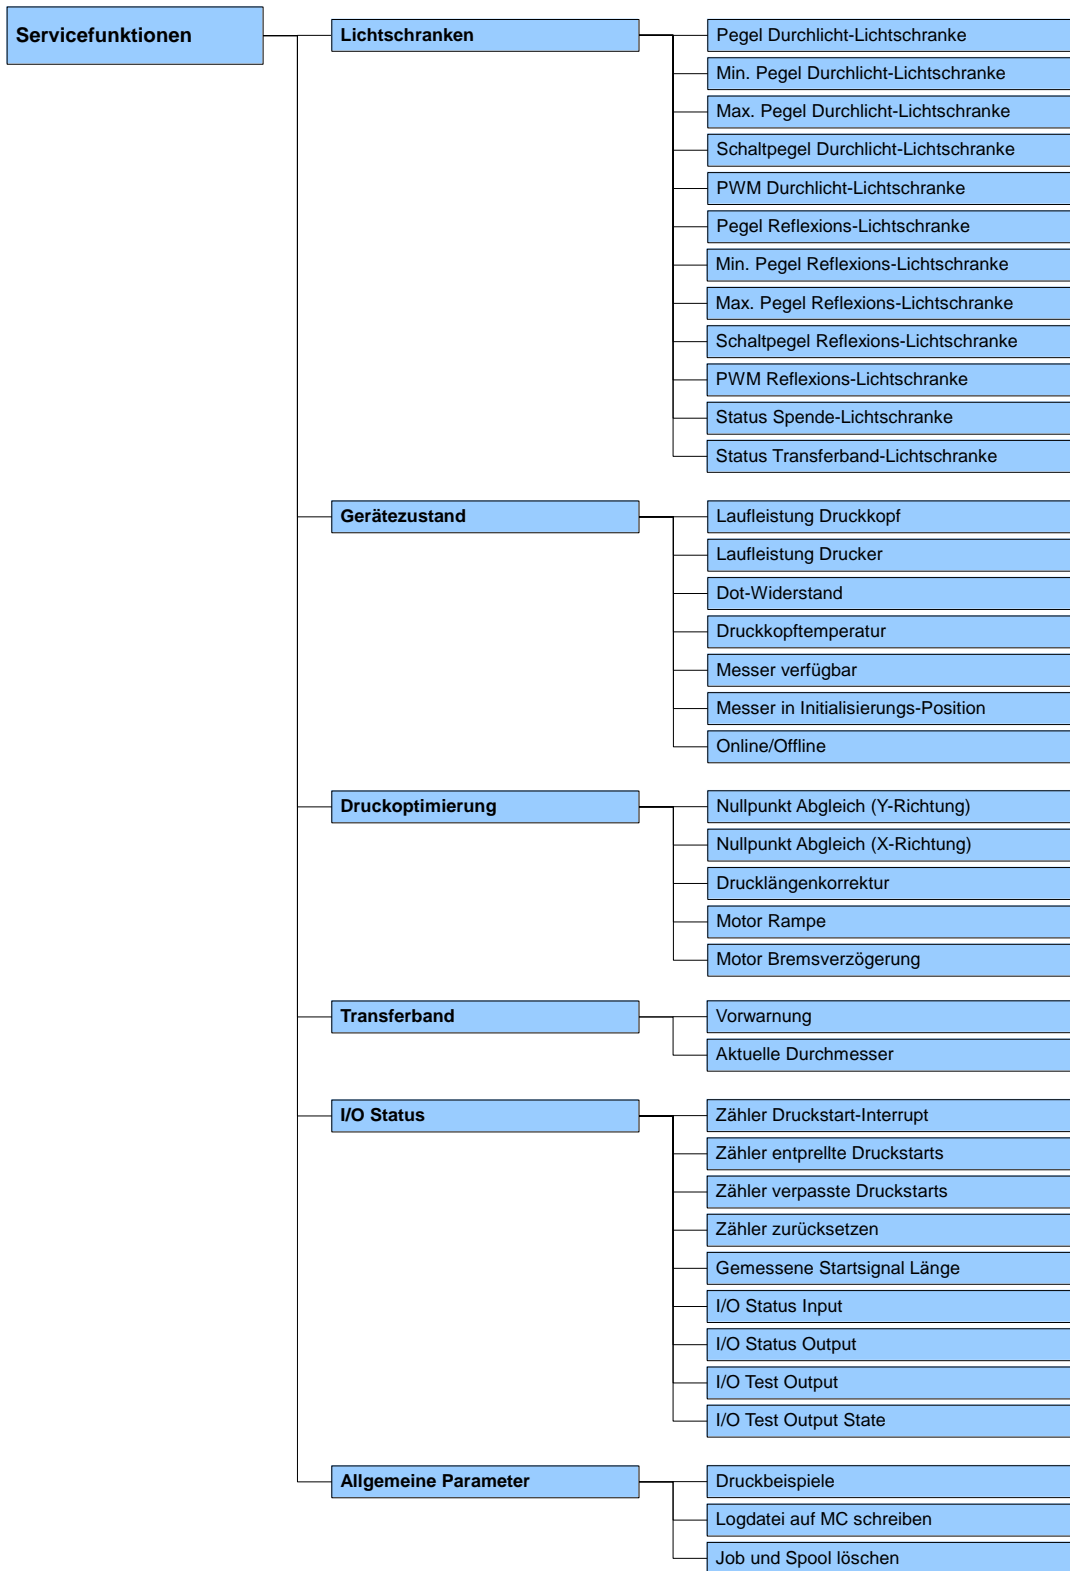 Servicefunktionen
Lichtschranken
Pegel Durchlicht-Lichtschranke
Min. Pegel Durchlicht-Lichtschranke
Max. Pegel Durchlicht-Lichtschranke
Schaltpegel Durchlicht-Lichtschranke
PWM Durchlicht-Lichtschranke
Pegel Reflexions-Lichtschranke
Min. Pegel Reflexions-Lichtschranke
Max. Pegel Reflexions-Lichtschranke
Schaltpegel Reflexions-Lichtschranke
PWM Reflexions-Lichtschranke
Status Spende-Lichtschranke
Status Transferband-Lichtschranke
Gerätezustand
Laufleistung Druckkopf
Laufleistung Drucker
Dot-Widerstand
Druckkopftemperatur
Messer verfügbar
Messer in Initialisierungs-Position
Online/Offline
Druckoptimierung
Nullpunkt Abgleich (Y-Richtung)
Nullpunkt Abgleich (X-Richtung)
Drucklängenkorrektur
Motor Rampe
Motor Bremsverzögerung
Transferband
Vorwarnung
Aktuelle Durchmesser
I/O Status
Zähler Druckstart-Interrupt
Zähler entprellte Druckstarts
Zähler verpasste Druckstarts
Zähler zurücksetzen
Gemessene Startsignal Länge
I/O Status Input
I/O Status Output
I/O Test Output
I/O Test Output State
Allgemeine Parameter
Druckbeispiele
Logdatei auf MC schreiben
Job und Spool löschen